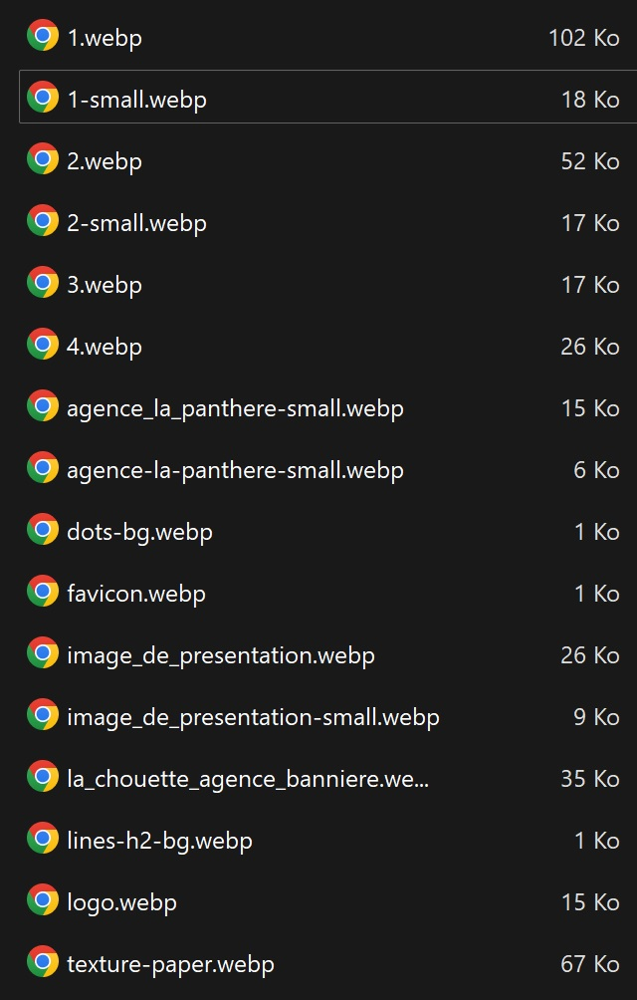 1.webp 102 Ko
1-small.webp 18 Ko
2.webp 52 Ko
2-small.webp 17 Ko
3.webp 17 Ko
4.webp 26 Ko
agence_la_panthere-small.webp 15 Ko
agence-la-panthere-small.webp 6 Ko
dots-bg.webp 1 Ko
favicon.webp 1 Ko
image_de_presentation.webp 26 Ko
image_de_presentation-small.webp 9 Ko
la_chouette_agence_banniere.we... 35 Ko
lines-h2-bg.webp 1 Ko
logo.webp 15 Ko
texture-paper.webp 67 Ko